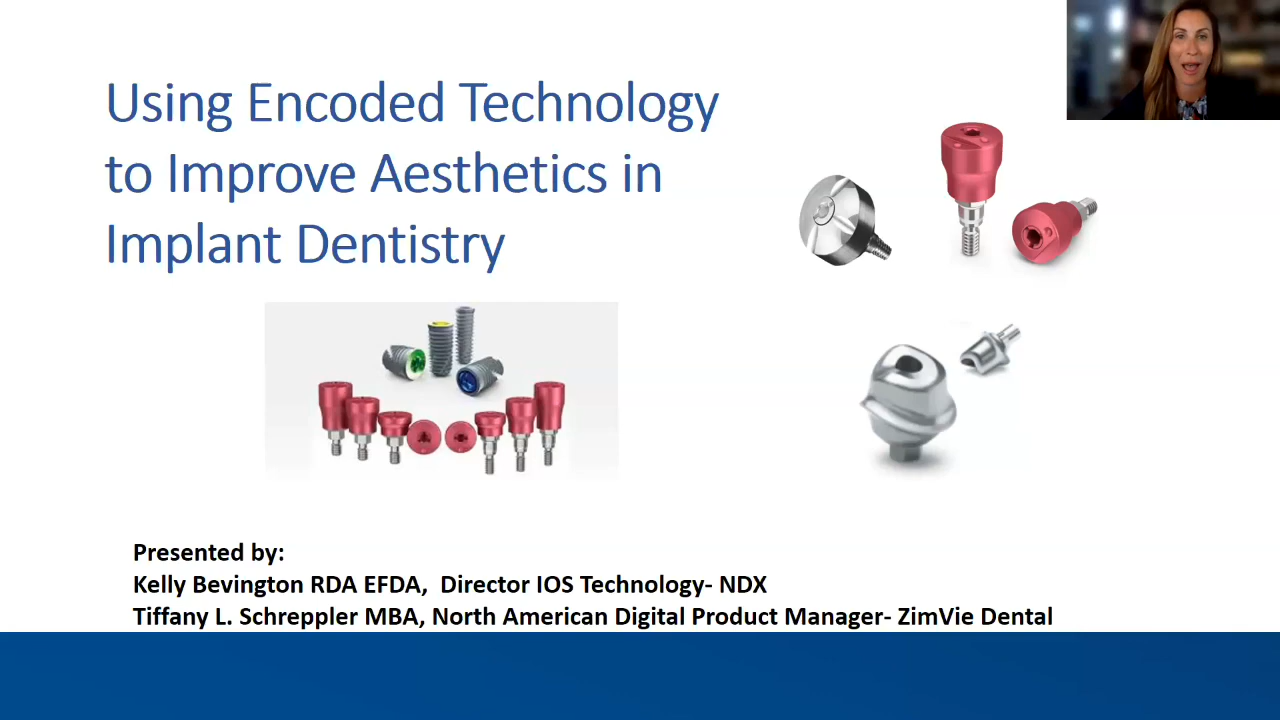 Using Encoded Technology
to Improve Aesthetics in
Implant Dentistry
Presented by:
Kelly Bevington RDA EFDA, Director IOS Technology- NDX
Tiffany L. Schreppler MBA, North American Digital Product Manager- ZimVie Dental